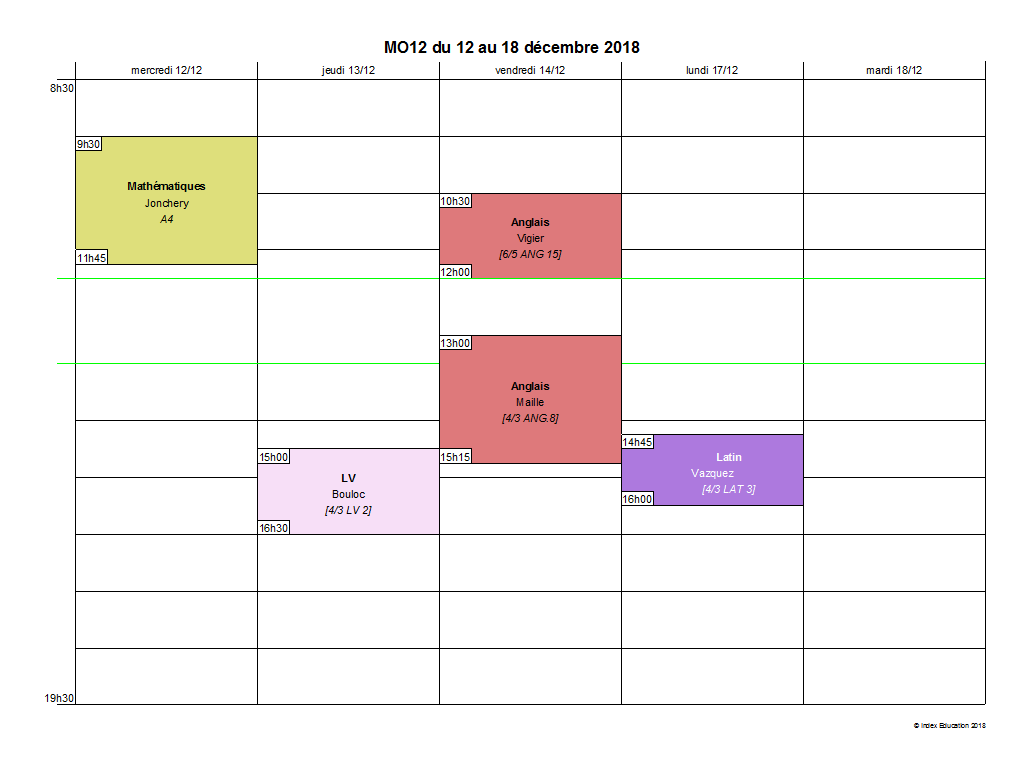 MO12 du 12 au 18 décembre 2018
mercredi 12/12
jeudi 13/12
vendredi 14/12
lundi 17/12
mardi 18/12
8h30
9h30
Mathématiques
Jonchery
A4
11h45
10h30
Anglais
Vigier
[6/5 ANG 15]
12h00
13h00
Anglais
Maille
[4/3 ANG.8]
15h15
15h00
LV
Bouloc
[4/3 LV 2]
16h30
14h45
Latin
Vazquez
[4/3 LAT 3]
16h00
19h30
© Index Education 2018